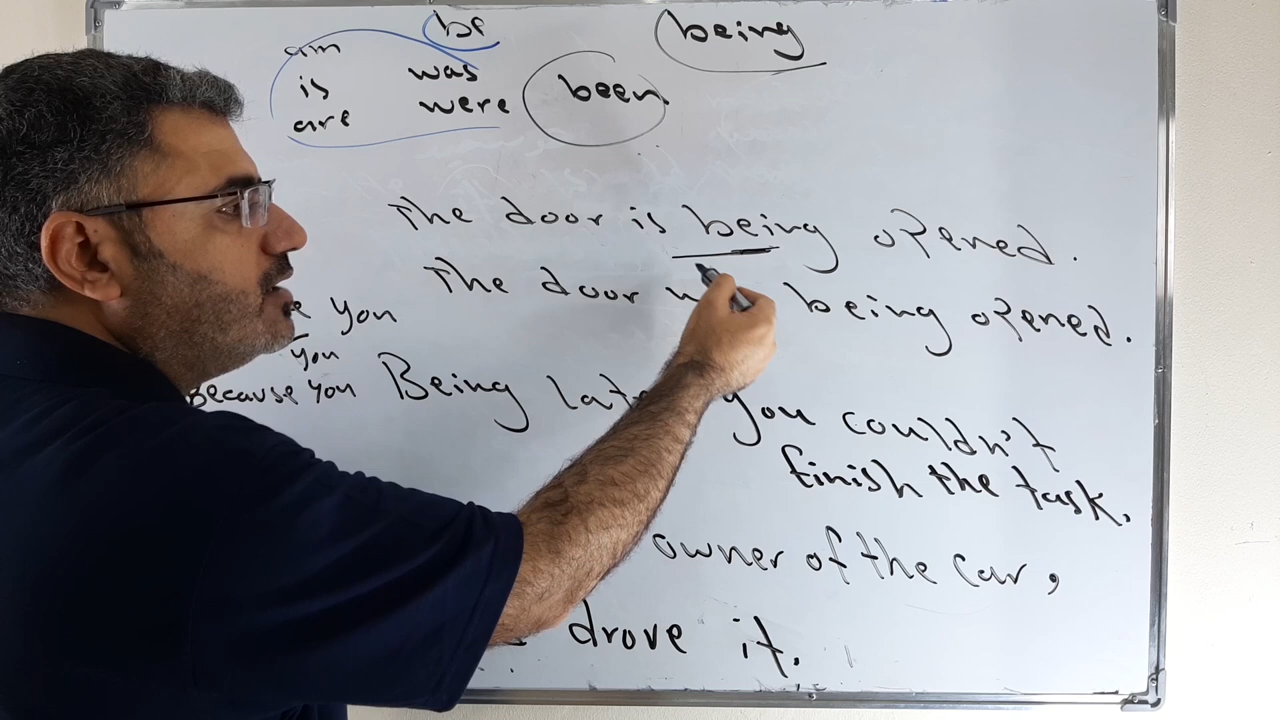 be being
am
is was been.
are were
The door is being opened.
The door being opened.
you
you
Because you Being late you couldn't
finish the task.
owner of the car,
drove it.